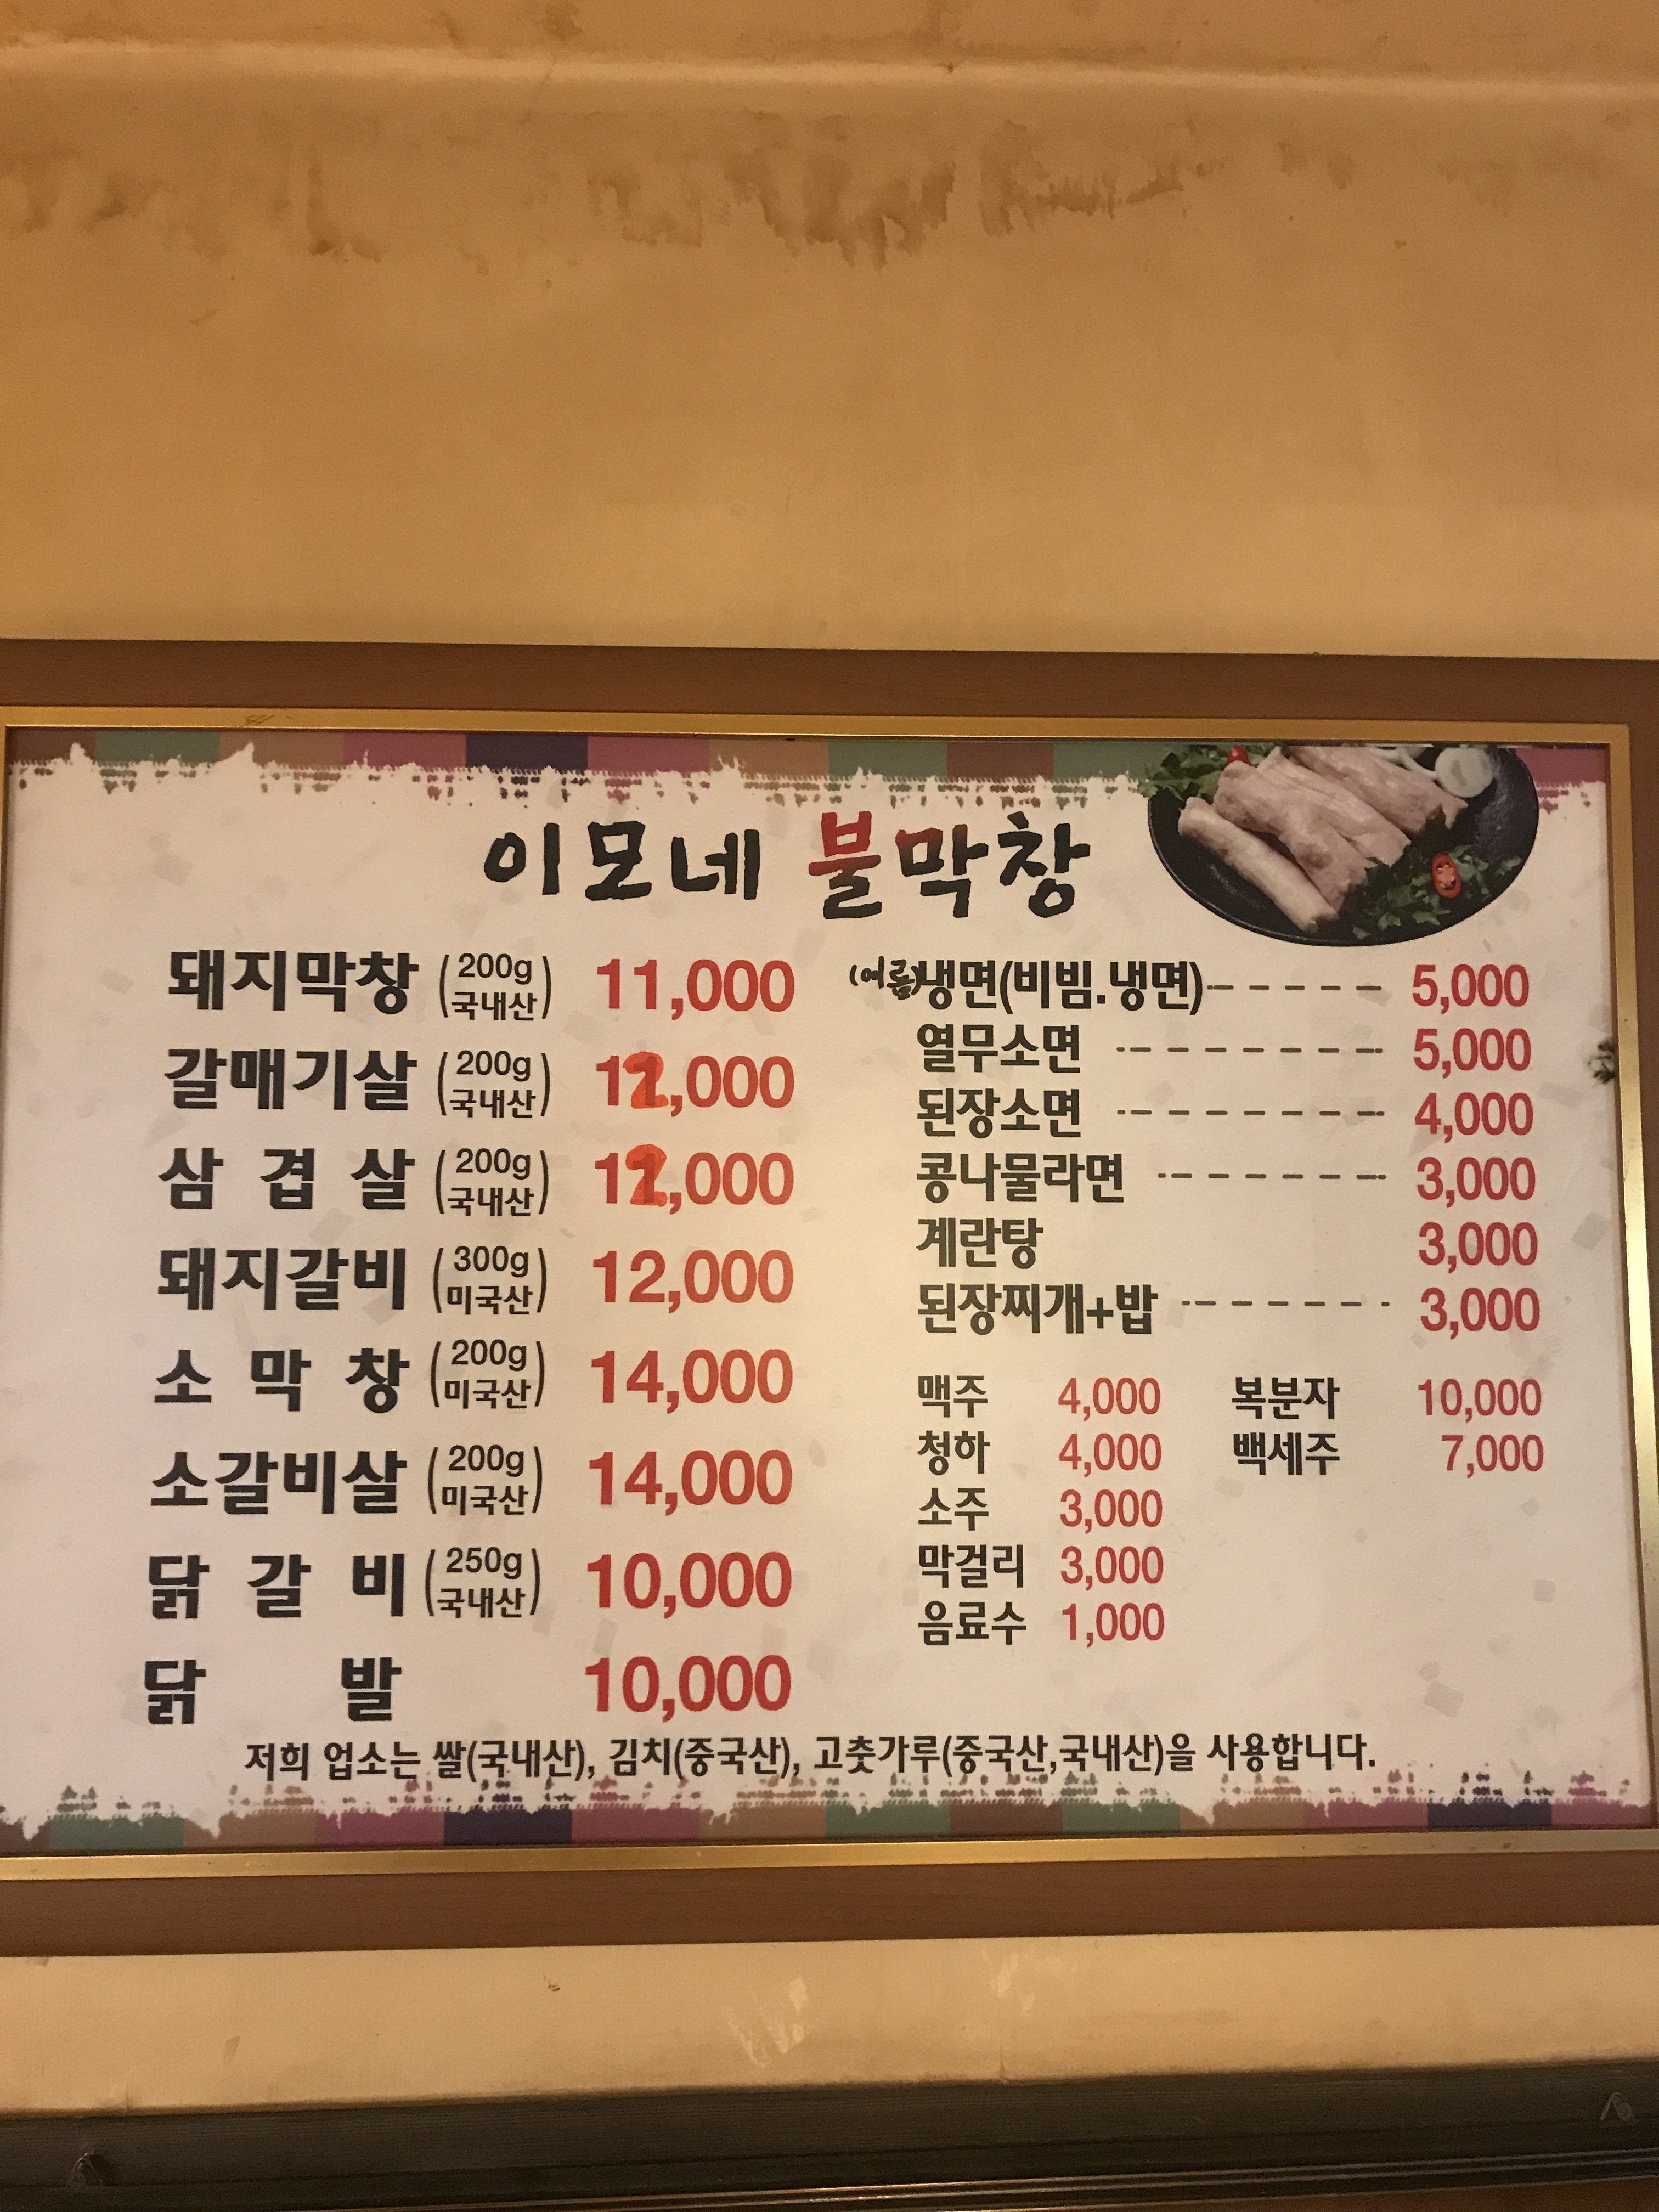 이모네 불막창
돼지막창 (200g 국내산) 11,000
갈매기살 (200g 국내산) 12,000
삼 겹 살 (200g 국내산) 12,000
돼지갈비 (300g 미국산) 12,000
소 막 창 (200g 미국산) 14,000
소갈비살 (200g 미국산) 14,000
닭 갈 비 (250g 국내산) 10,000
닭 발 10,000
(여름)냉면(비빔.냉면) 5,000
열무소면 5,000
된장소면 4,000
콩나물라면 3,000
계란탕 3,000
된장찌개+밥 3,000
맥주 4,000 복분자 10,000
청하 4,000 백세주 7,000
소주 3,000
막걸리 3,000
음료수 1,000
저희 업소는 쌀(국내산), 김치(중국산), 고춧가루(중국산,국내산)을 사용합니다.